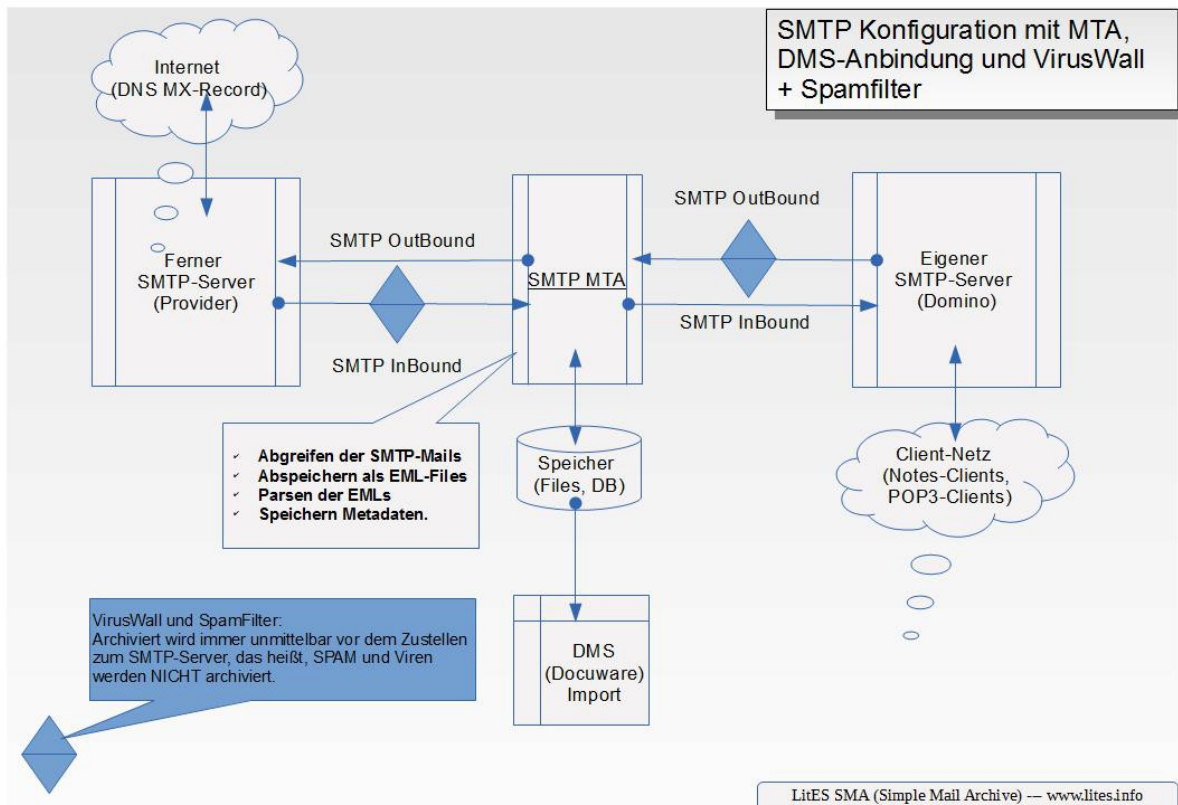 SMTP Konfiguration mit MTA,
DMS-Anbindung und VirusWall
+ Spamfilter
Internet
(DNS MX-Record)
Ferner
SMTP-Server
(Provider)
SMTP OutBound
SMTP InBound
SMTP MTA
SMTP OutBound
SMTP InBound
Eigener
SMTP-Server
(Domino)
Abgreifen der SMTP-Mails
Abspeichern als EML-Files
Parsen der EMLs
Speichern Metadaten.
Speicher
(Files, DB)
Client-Netz
(Notes-Clients,
POP3-Clients)
VirusWall und SpamFilter:
Archiviert wird immer unmittelbar vor dem Zustellen
zum SMTP-Server, das heißt, SPAM und Viren
werden NICHT archiviert.
DMS
(Docuware)
Import
LitES SMA (Simple Mail Archive) --- www.lites.info